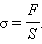 σ = F/S.